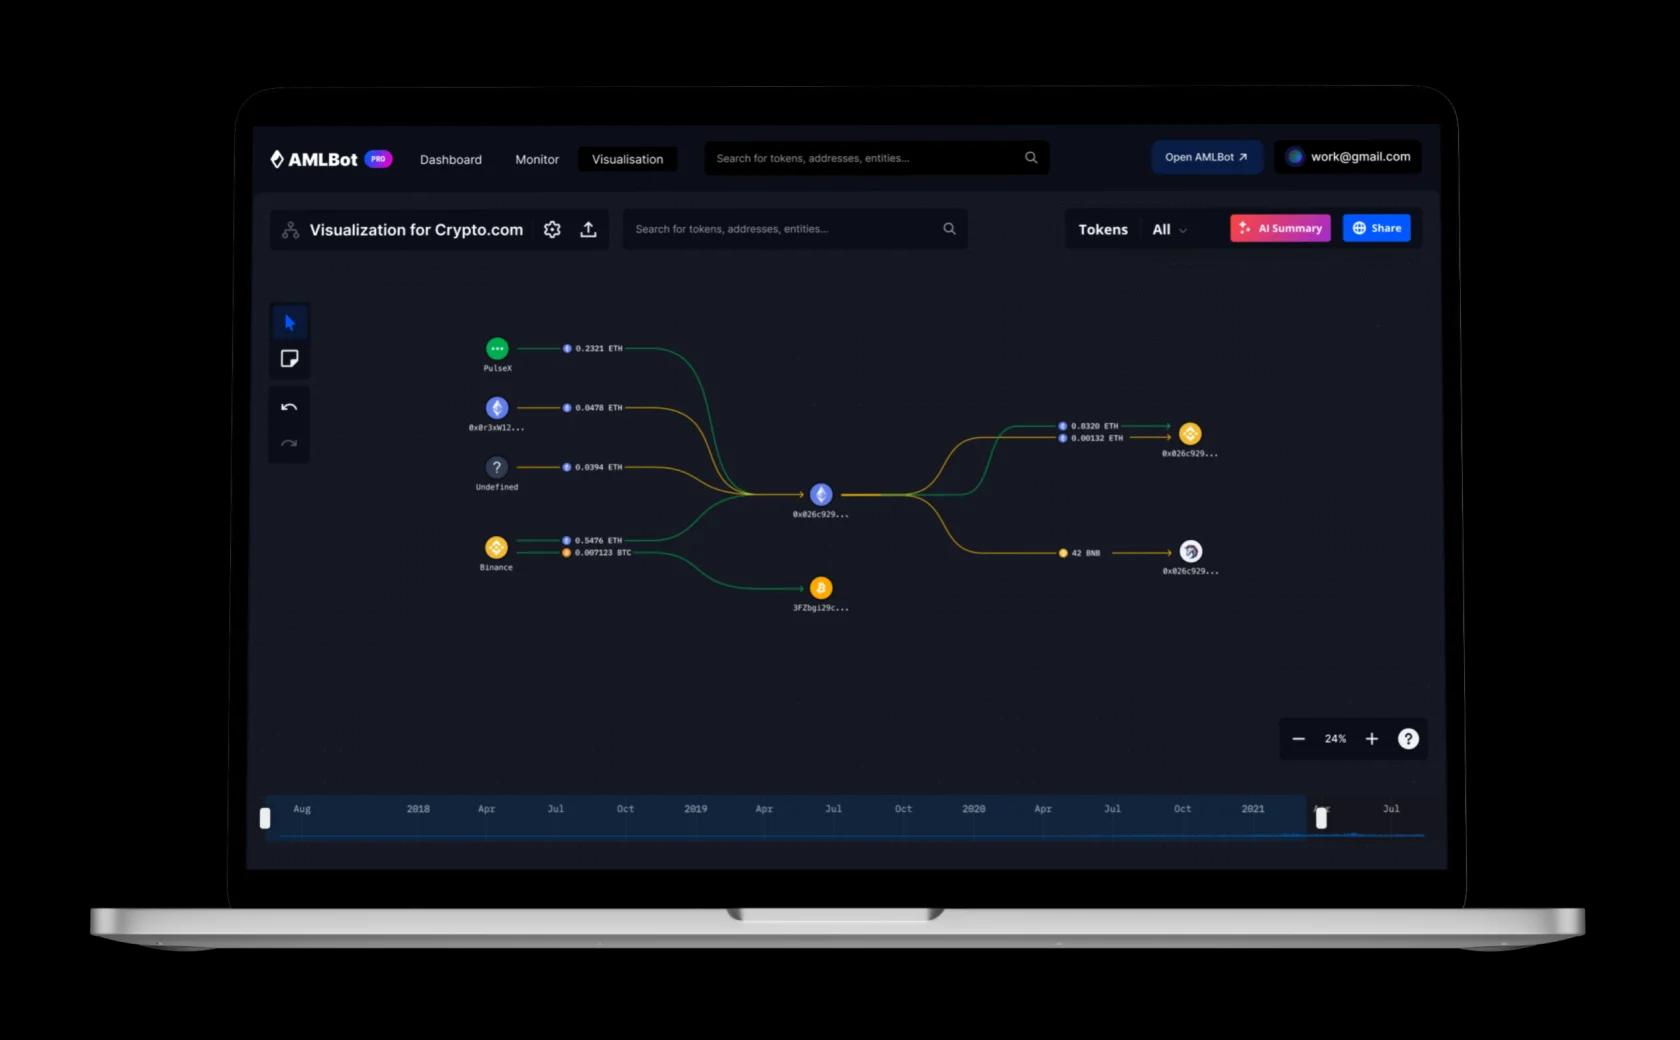 AMLBot PRO
Dashboard
Monitor
Visualisation
Search for tokens, addresses, entities...
Open AMLBot ↗
work@gmail.com
Visualization for Crypto.com
Search for tokens, addresses, entities...
Tokens
All
AI Summary
Share
0.2321 ETH
PulseX
0.0478 ETH
0x0r3xW12...
0.0394 ETH
?
Undefined
0.5476 ETH
0.007123 BTC
Binance
0x026c929...
3FZbgi29c...
0.8320 ETH
0.00132 ETH
0x026c929...
42 BNB
0x026c929...
− 24% + ?
Aug 2018 Apr Jul Oct 2019 Apr Jul Oct 2020 Apr Jul Oct 2021 Jul